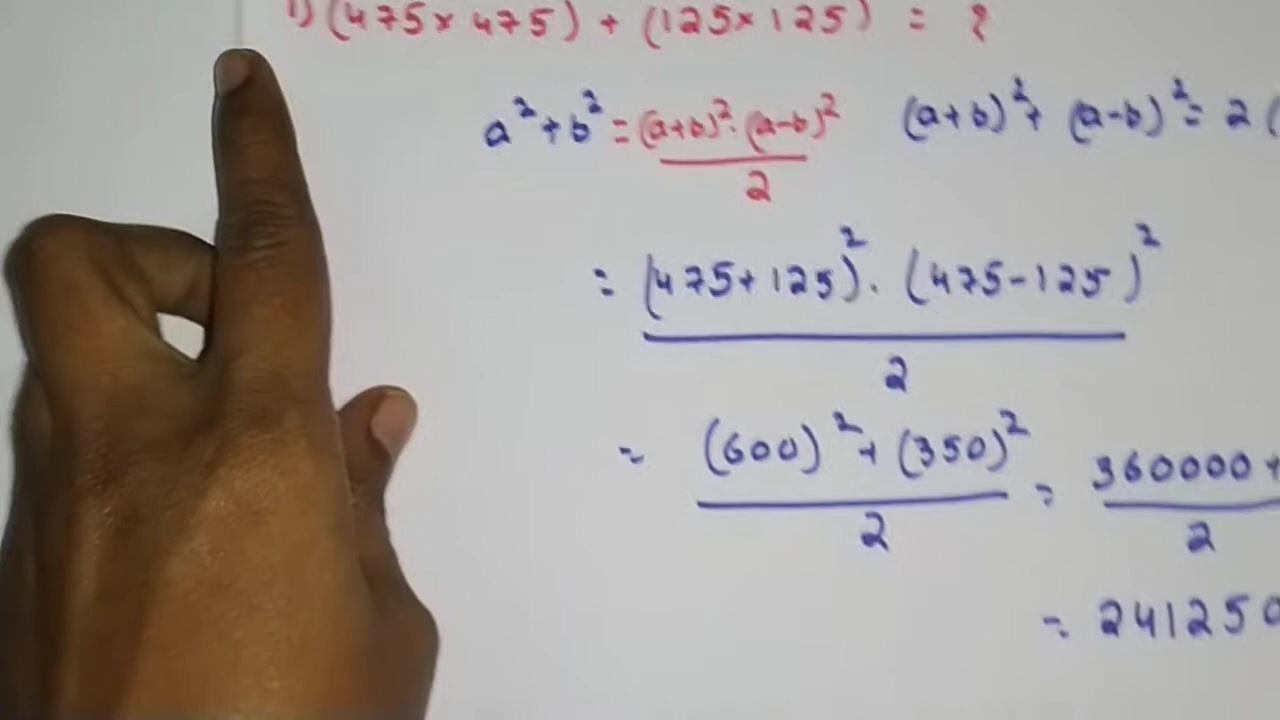 1) (475×475) + (125×125) = ?
a²+b² = (a+b)²·(a-b)²/2 (a+b)²+ (a-b)²= 2(
= (475+125)². (475-125)²/2
= (600)²+(350)²/2 = 360000+/2
= 241250